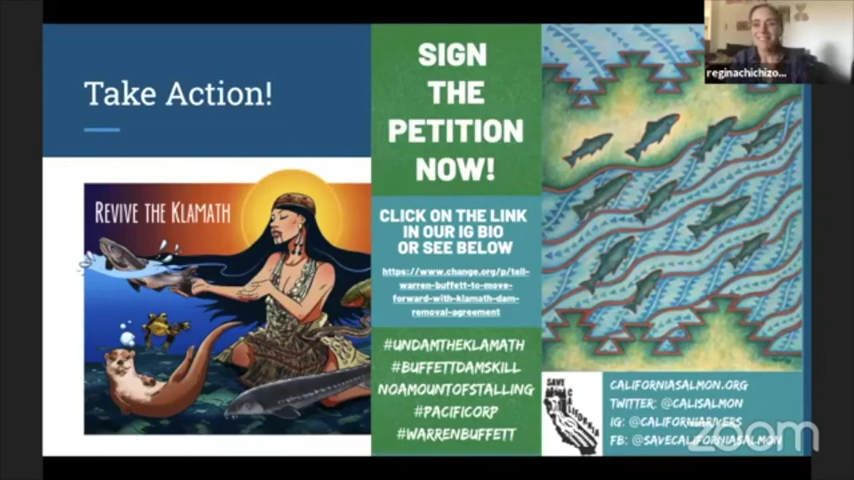 Take Action!
REVIVE THE KLAMATH
SIGN
THE
PETITION
NOW!
CLICK ON THE LINK
IN OUR IG BIO
OR SEE BELOW
https://www.change.org/p/tell-
warren-buffett-to-move-
forward-with-klamath-dam-
removal-agreement
#UNDAMTHEKLAMATH
#BUFFETTDAMSKILL
NOAMOUNTOFSTALLING
#PACIFICORP
#WARRENBUFFETT
reginachichizo...
SAVE
CALIFORNIA
CALIFORNIASALMON.ORG
TWITTER: @CALISALMON
IG: @CALIFORNIARIVERS
FB: @SAVECALIFORNIASALMON
zoom